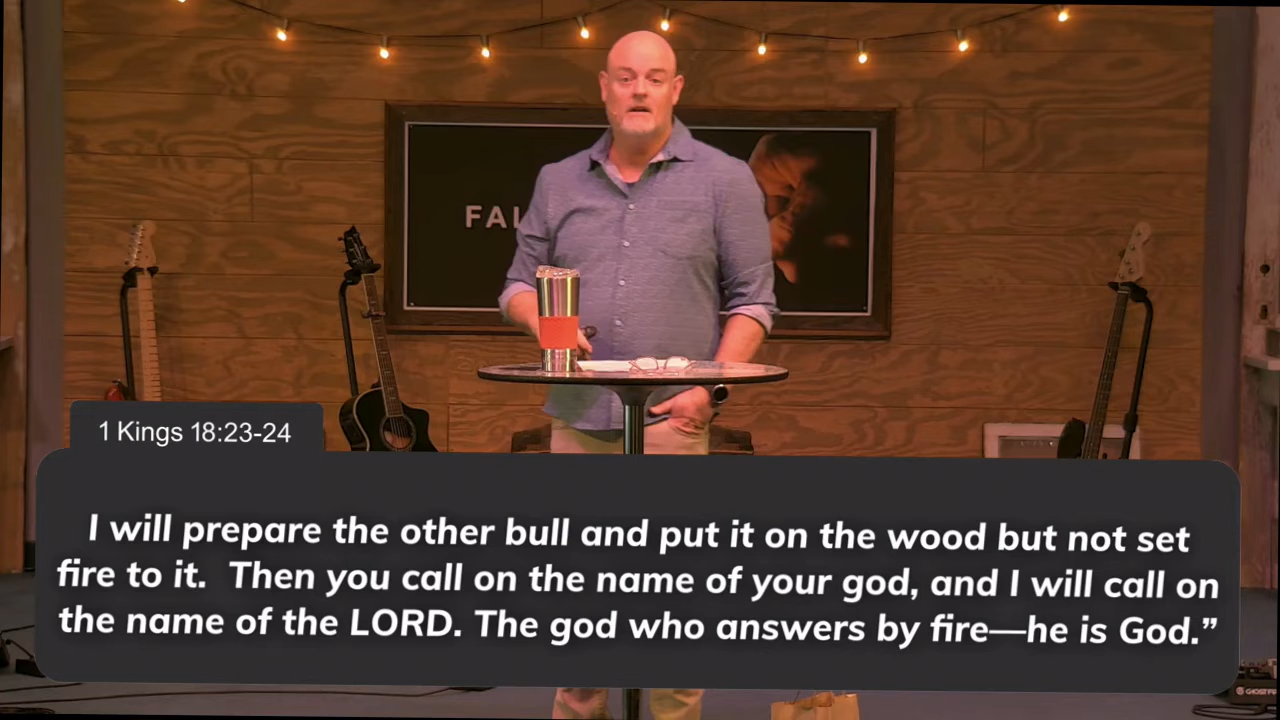 FAL
1 Kings 18:23-24
I will prepare the other bull and put it on the wood but not set
fire to it.  Then you call on the name of your god, and I will call on
the name of the LORD. The god who answers by fire—he is God.”